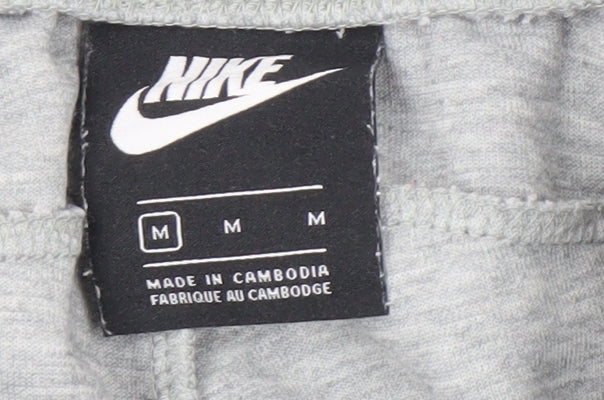 NIKE
M M M
MADE IN CAMBODIA
FABRIQUE AU CAMBODGE